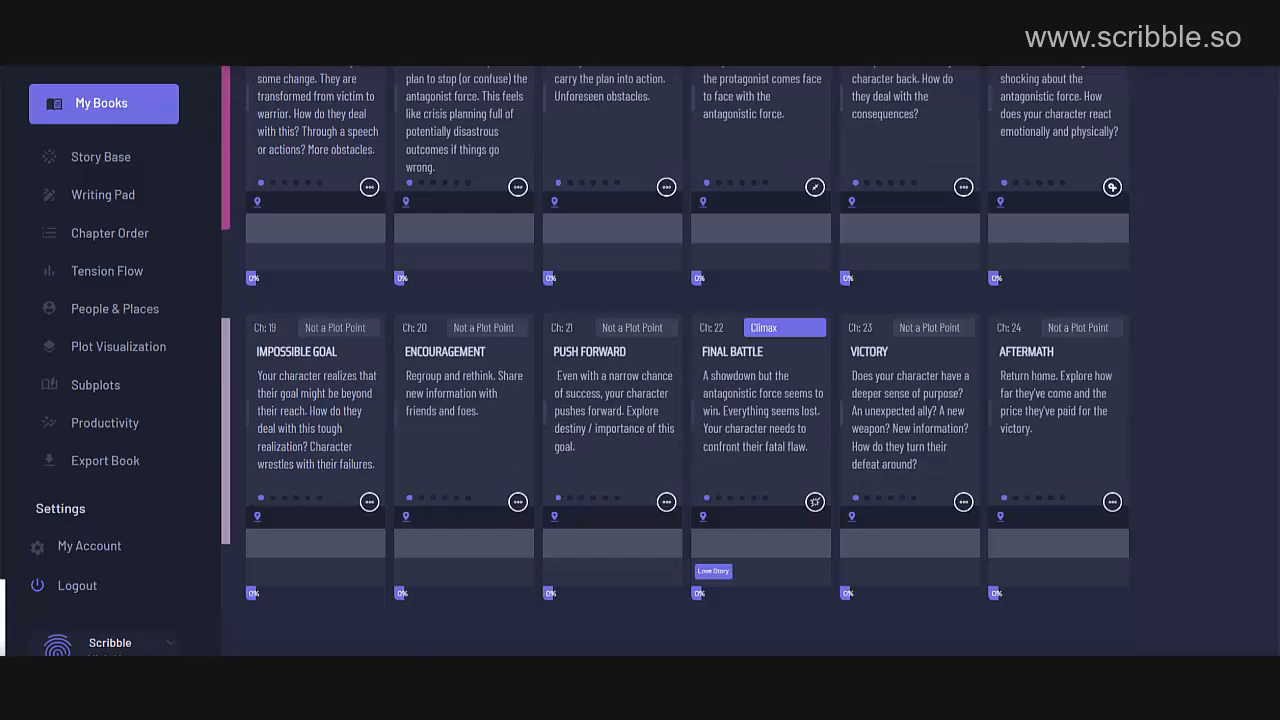 www.scribble.so
My Books
Story Base
Writing Pad
Chapter Order
Tension Flow
People & Places
Plot Visualization
Subplots
Productivity
Export Book
Settings
My Account
Logout
Scribble
some change. They are
transformed from victim to
warrior. How do they deal
with this? Through a speech
or actions? More obstacles.
0%
plan to stop (or confuse) the
antagonist force. This feels
like crisis planning full of
potentially disastrous
outcomes if things go
wrong.
0%
carry the plan into action.
Unforeseen obstacles.
0%
the protagonist comes face
to face with the
antagonistic force.
0%
character back. How do
they deal with the
consequences?
0%
shocking about the
antagonistic force. How
does your character react
emotionally and physically?
0%
Ch: 19 Not a Plot Point
IMPOSSIBLE GOAL
Your character realizes that
their goal might be beyond
their reach. How do they
deal with this tough
realization? Character
wrestles with their failures.
0%
Ch: 20 Not a Plot Point
ENCOURAGEMENT
Regroup and rethink. Share
new information with
friends and foes.
0%
Ch: 21 Not a Plot Point
PUSH FORWARD
Even with a narrow chance
of success, your character
pushes forward. Explore
destiny / importance of this
goal.
0%
Ch: 22 Climax
FINAL BATTLE
A showdown but the
antagonistic force seems to
win. Everything seems lost.
Your character needs to
confront their fatal flaw.
Love Story
0%
Ch: 23 Not a Plot Point
VICTORY
Does your character have a
deeper sense of purpose?
An unexpected ally? A new
weapon? New information?
How do they turn their
defeat around?
0%
Ch: 24 Not a Plot Point
AFTERMATH
Return home. Explore how
far they've come and the
price they've paid for the
victory.
0%